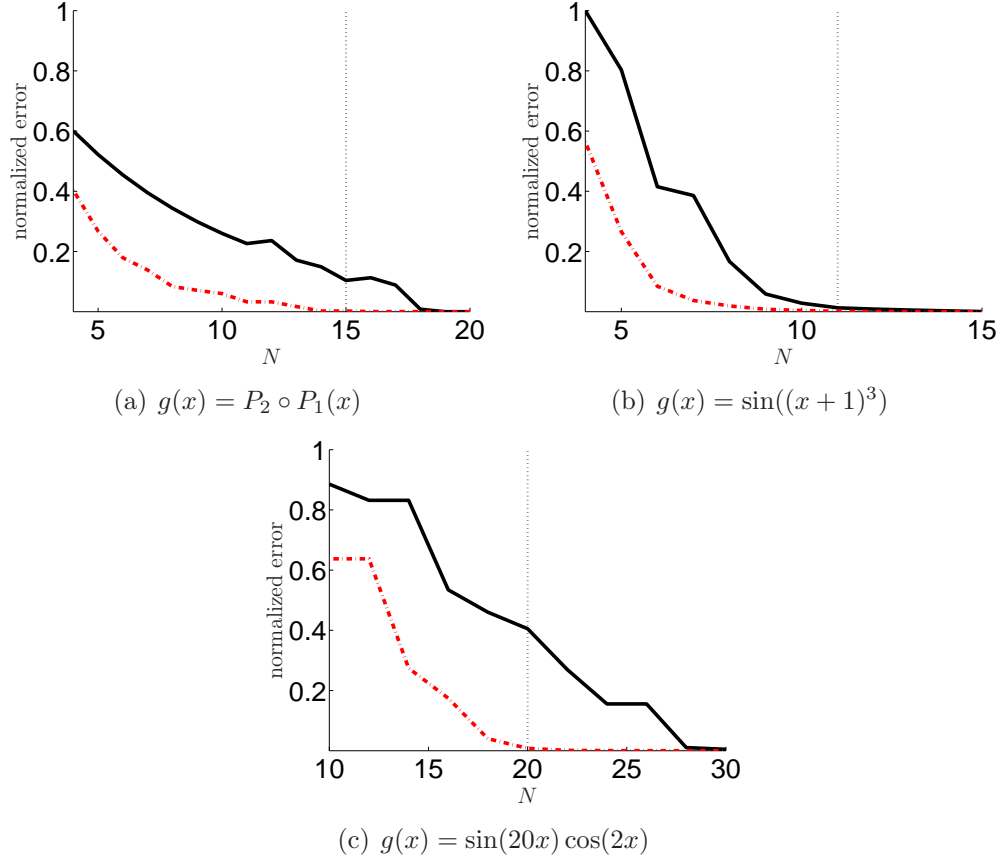 1
0.8
0.6
0.4
0.2
normalized error
5 10 15 20
N
(a) g(x) = P₂ ∘ P₁(x)
1
0.8
0.6
0.4
0.2
normalized error
5 10 15
N
(b) g(x) = sin((x + 1)³)
1
0.8
0.6
0.4
0.2
normalized error
10 15 20 25 30
N
(c) g(x) = sin(20x) cos(2x)